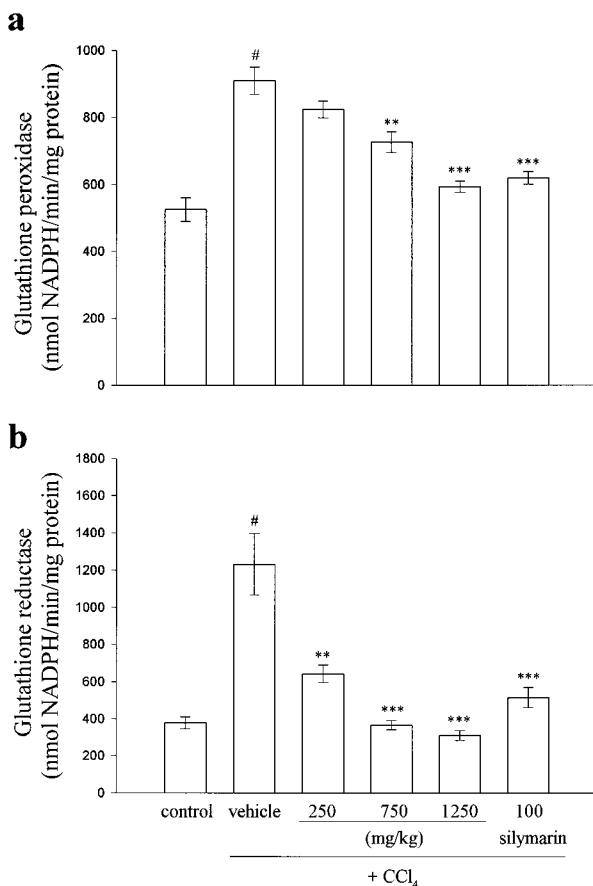 a
Glutathione peroxidase
(nmol NADPH/min/mg protein)
1000
800
600
400
200
0
#
**
***
***
b
Glutathione reductase
(nmol NADPH/min/mg protein)
1800
1600
1400
1200
1000
800
600
400
200
0
#
**
***
***
***
control vehicle 250 750 1250 100
(mg/kg) silymarin
+ CCl₄